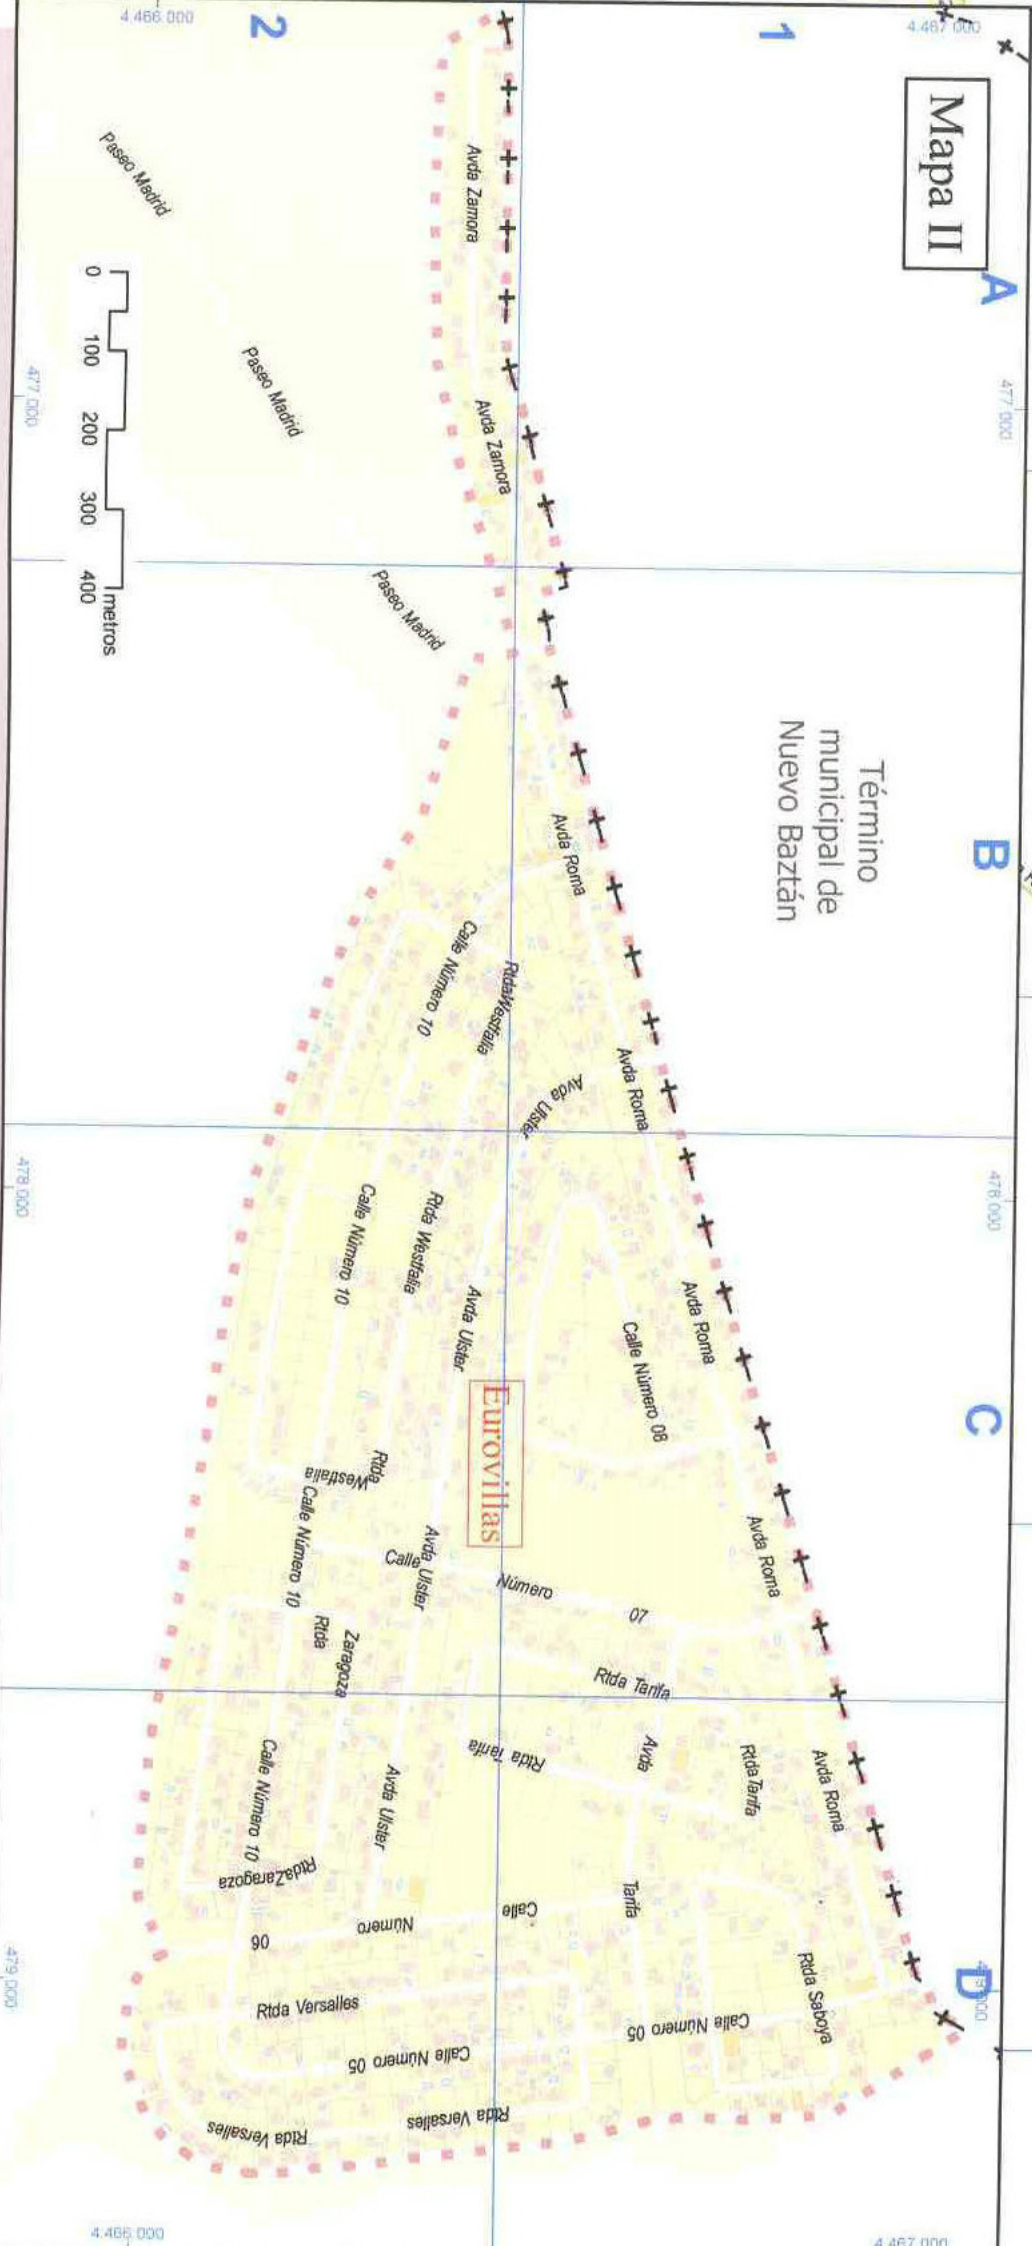 Mapa II
A
B
C
D
1
2
4.466.000
4.467.000
477.000
477.000
478.000
478.000
479.000
4.466.000
4.467.000
Término
municipal de
Nuevo Baztán
Paseo Madrid
Paseo Madrid
Paseo Madrid
0 100 200 300 400 metros
Avda Zamora
Avda Zamora
Avda Roma
Avda Roma
Avda Roma
Avda Roma
Avda Roma
Calle Número 10
Rtda Westfalia
Avda Ulster
Calle Número 10
Rtda Westfalia
Avda Ulster
Calle Número 08
Eurovillas
Rtda
Westfalia
Calle Número 10
Avda Ulster
Calle Número 07
Rtda
Zaragoza
Rtda Tarifa
Rtda Tarifa
Rtda Tarifa
Avda Tarifa
Calle Número 10
Avda Ulster
Rtda Zaragoza
Calle Número 06
Rtda Saboya
Rtda Versalles
Calle Número 05
Calle Número 05
Rtda Versalles
Rtda Versalles